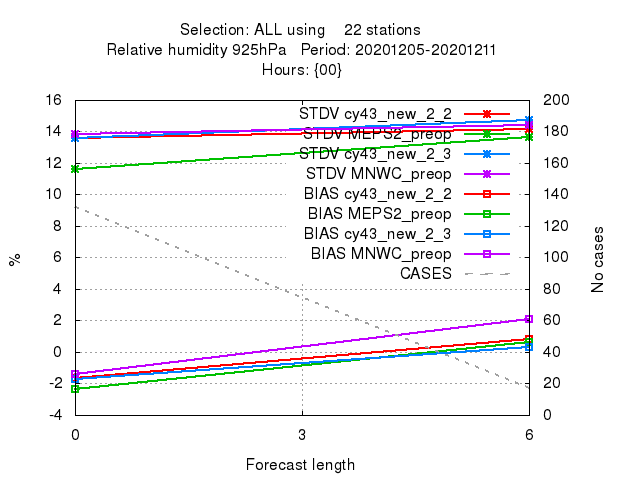 Selection: ALL using    22 stations
Relative humidity 925hPa   Period: 20201205-20201211
Hours: {00}
16
14
12
10
8
6
4
2
0
-2
-4
200
180
160
140
120
100
80
60
40
20
0
0
3
6
%
No cases
Forecast length
STDV cy43_new_2_2
STDV MEPS2_preop
STDV cy43_new_2_3
STDV MNWC_preop
BIAS cy43_new_2_2
BIAS MEPS2_preop
BIAS cy43_new_2_3
BIAS MNWC_preop
CASES